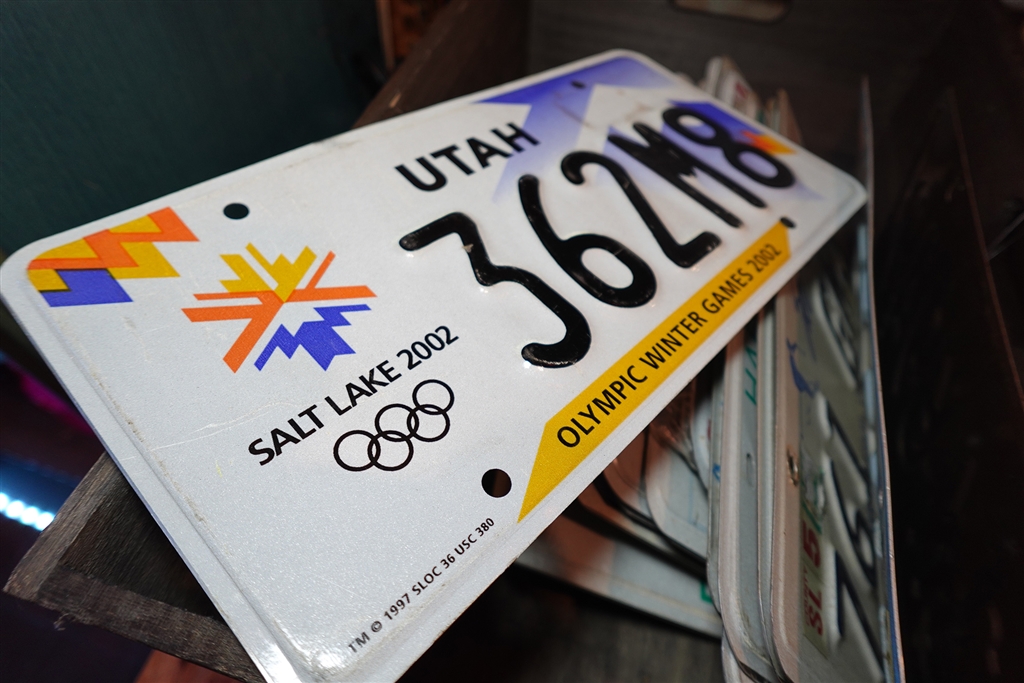 UTAH
362M8
SALT LAKE 2002
OLYMPIC WINTER GAMES 2002
TM © 1997 SLOC 36 USC 380